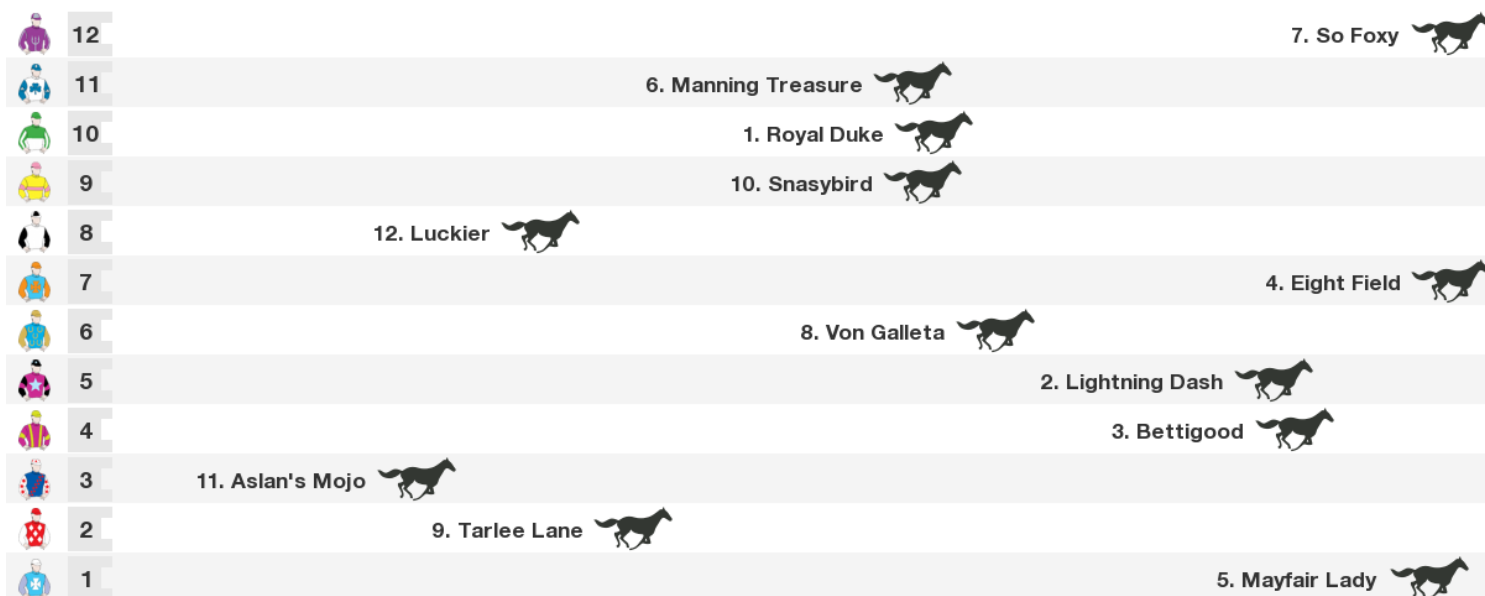 12 7. So Foxy
11 6. Manning Treasure
10 1. Royal Duke
9 10. Snasybird
8 12. Luckier
7 4. Eight Field
6 8. Von Galleta
5 2. Lightning Dash
4 3. Bettigood
3 11. Aslan's Mojo
2 9. Tarlee Lane
1 5. Mayfair Lady